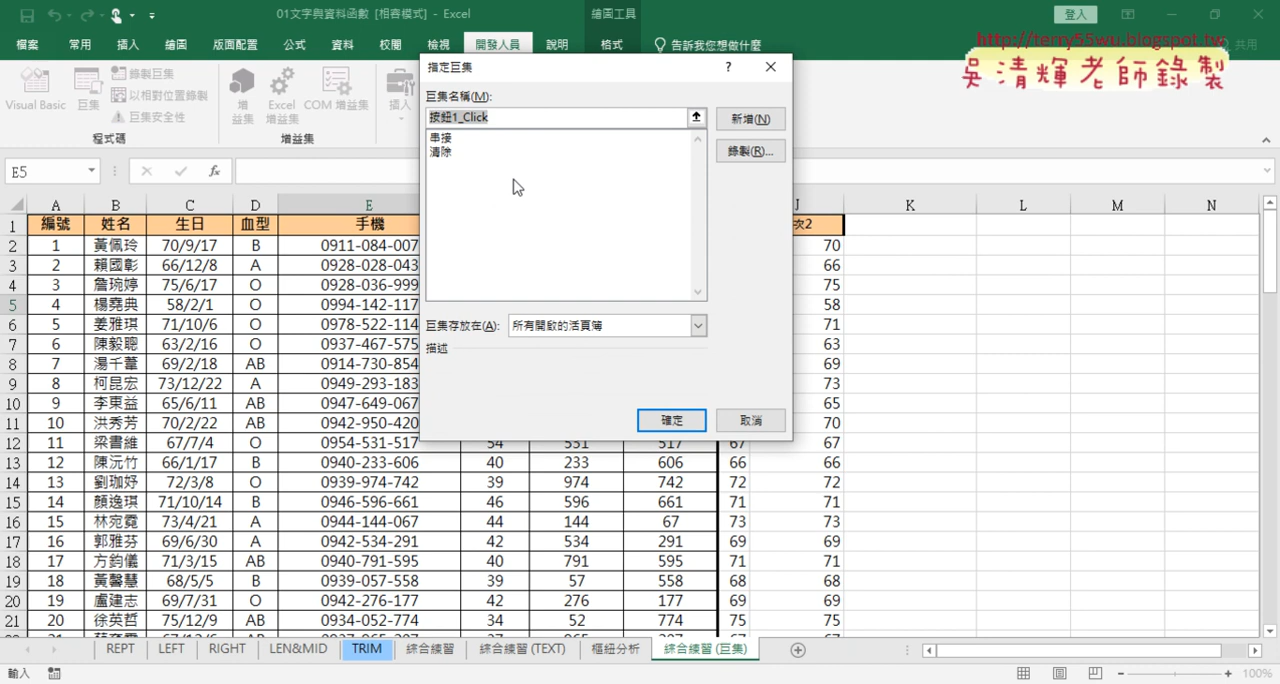 01文字與資料函數 [相容模式] - Excel
繪圖工具
登入
檔案 常用 插入 繪圖 版面配置 公式 資料 校閱 檢視 開發人員 說明 格式 告訴我您想做什麼 共用
http://terry55wu.blogspot.tw
吳清輝老師錄製
Visual Basic 巨集 錄製巨集 以相對位置錄製 巨集安全性
程式碼
增益集 Excel 增益集 COM 增益集
增益集
插入
指定巨集 ?
巨集名稱(M):
按鈕1_Click
新增(N)
串接
清除
錄製(R)...
巨集存放在(A): 所有開啟的活頁簿
描述
確定 取消
E5 fx
A B C D E J K L M N
1 編號 姓名 生日 血型 手機 次2
2 1 黃佩玲 70/9/17 B 0911-084-007 70
3 2 賴國彰 66/12/8 A 0928-028-043 66
4 3 詹琬婷 75/6/17 O 0928-036-999 75
5 4 楊堯典 58/2/1 O 0994-142-117 58
6 5 姜雅琪 71/10/6 O 0978-522-114 71
7 6 陳毅聰 63/2/16 O 0937-467-575 63
8 7 湯千葦 69/2/18 AB 0914-730-854 69
9 8 柯昆宏 73/12/22 A 0949-293-183 73
10 9 李東益 65/6/11 AB 0947-649-067 65
11 10 洪秀芳 70/2/22 AB 0942-950-420 70
12 11 梁書維 67/7/4 O 0954-531-517 54 531 517 67 67
13 12 陳沅竹 66/1/17 B 0940-233-606 40 233 606 66 66
14 13 劉珈妤 72/3/8 O 0939-974-742 39 974 742 72 72
15 14 顏逸琪 71/10/14 B 0946-596-661 46 596 661 71 71
16 15 林宛霓 73/4/21 A 0944-144-067 44 144 67 73 73
17 16 郭雅芬 69/6/30 A 0942-534-291 42 534 291 69 69
18 17 方鈞儀 71/3/15 AB 0940-791-595 40 791 595 71 71
19 18 黃馨慧 68/5/5 B 0939-057-558 39 57 558 68 68
20 19 盧建志 69/7/31 O 0942-276-177 42 276 177 69 69
21 20 徐英哲 75/12/9 AB 0934-052-774 34 52 774 75 75
REPT LEFT RIGHT LEN&MID TRIM 綜合練習 綜合練習 (TEXT) 樞紐分析 綜合練習 (巨集)
輸入 100%